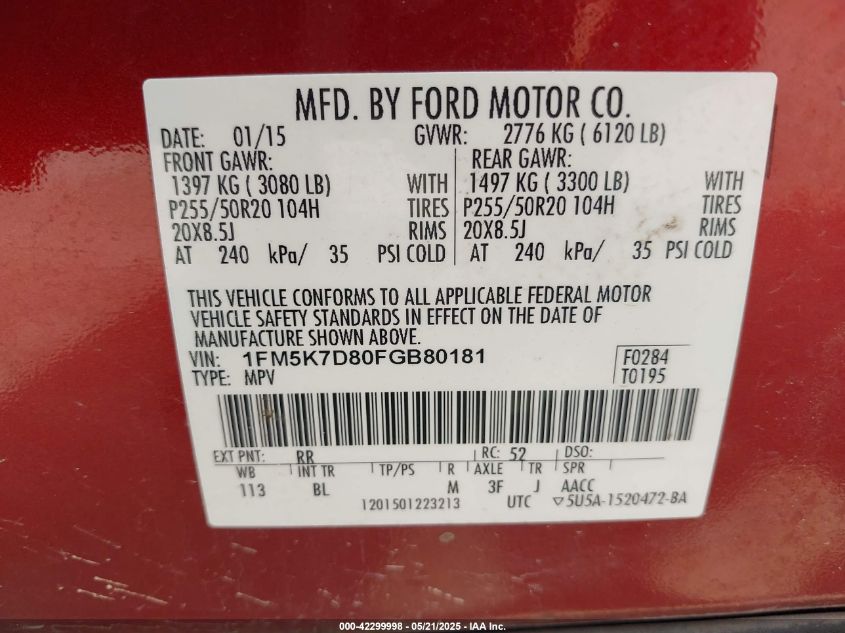 MFD. BY FORD MOTOR CO.
DATE: 01/15 GVWR: 2776 KG ( 6120 LB)
FRONT GAWR: REAR GAWR:
1397 KG ( 3080 LB) WITH 1497 KG ( 3300 LB) WITH
P255/50R20 104H TIRES P255/50R20 104H TIRES
20X8.5J RIMS 20X8.5J RIMS
AT 240 kPa/ 35 PSI COLD AT 240 kPa/ 35 PSI COLD
THIS VEHICLE CONFORMS TO ALL APPLICABLE FEDERAL MOTOR
VEHICLE SAFETY STANDARDS IN EFFECT ON THE DATE OF
MANUFACTURE SHOWN ABOVE.
VIN: 1FM5K7D80FGB80181 F0284
TYPE: MPV T0195
EXT PNT: RR RC: 52 DSO:
WB INT TR TP/PS R AXLE TR SPR
113 BL M 3F J AACC
1201501223213 UTC ▽5U5A-1520472-BA
000-42299998 - 05/21/2025 - IAA Inc.